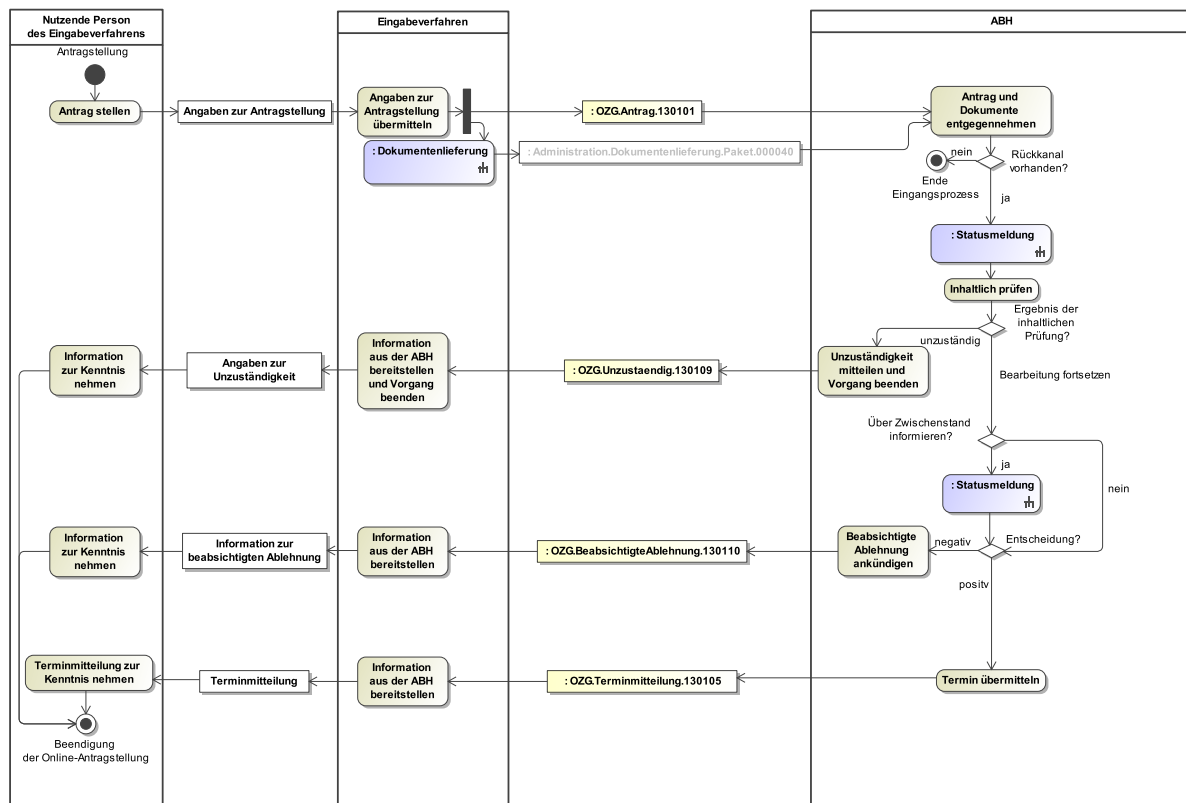 Nutzende Person
des Eingabeverfahrens
Eingabeverfahren
ABH
Antragstellung
Antrag stellen
Angaben zur Antragstellung
Angaben zur
Antragstellung
übermitteln
: OZG.Antrag.130101
Antrag und
Dokumente
entgegennehmen
: Dokumentenlieferung
: Administration.Dokumentenlieferung.Paket.000040
nein
Rückkanal
vorhanden?
Ende
Eingangsprozess
ja
: Statusmeldung
Inhaltlich prüfen
Ergebnis der
inhaltlichen
Prüfung?
unzuständig
Information
zur Kenntnis
nehmen
Angaben zur
Unzuständigkeit
Information
aus der ABH
bereitstellen
und Vorgang
beenden
: OZG.Unzustaendig.130109
Unzuständigkeit
mitteilen und
Vorgang beenden
Bearbeitung fortsetzen
Über Zwischenstand
informieren?
ja
: Statusmeldung
nein
Information
zur Kenntnis
nehmen
Information zur
beabsichtigten Ablehnung
Information
aus der ABH
bereitstellen
: OZG.BeabsichtigteAblehnung.130110
Beabsichtigte
Ablehnung
ankündigen
negativ
Entscheidung?
positv
Terminmitteilung zur
Kenntnis nehmen
Terminmitteilung
Information
aus der ABH
bereitstellen
: OZG.Terminmitteilung.130105
Termin übermitteln
Beendigung
der Online-Antragstellung